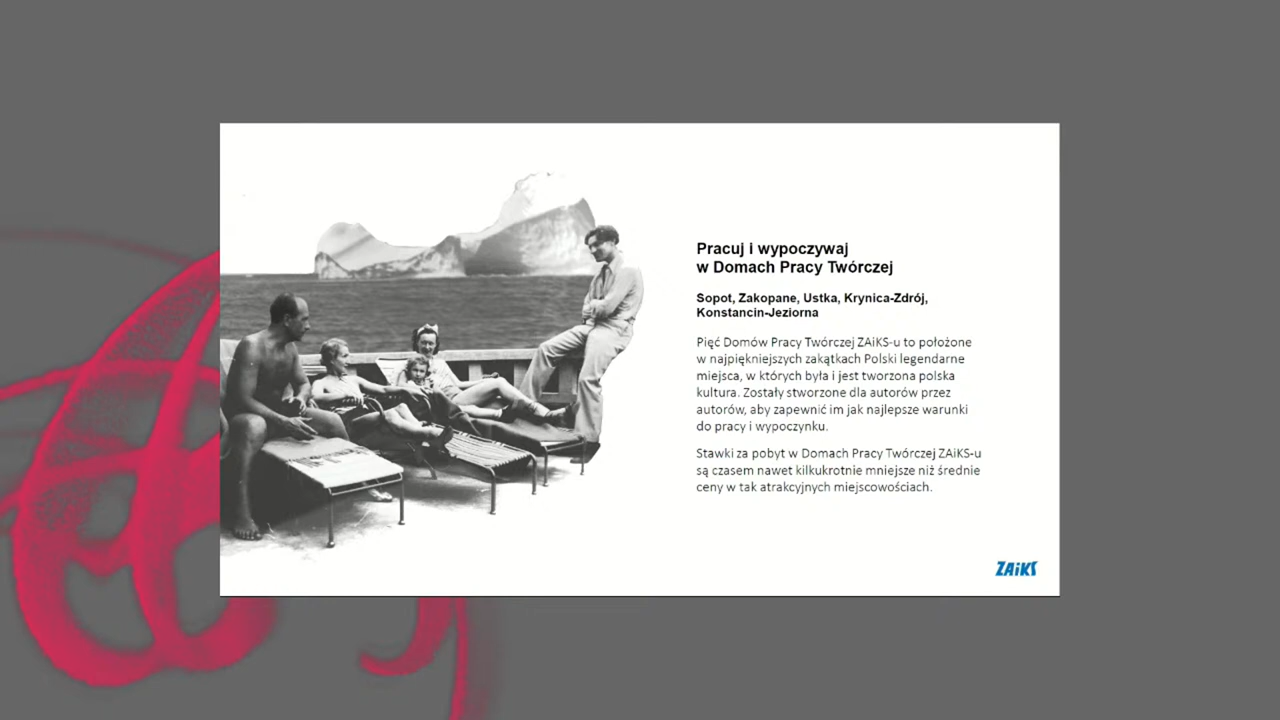 Pracuj i wypoczywaj
w Domach Pracy Twórczej
Sopot, Zakopane, Ustka, Krynica-Zdrój,
Konstancin-Jeziorna
Pięć Domów Pracy Twórczej ZAiKS-u to położone
w najpiękniejszych zakątkach Polski legendarne
miejsca, w których była i jest tworzona polska
kultura. Zostały stworzone dla autorów przez
autorów, aby zapewnić im jak najlepsze warunki
do pracy i wypoczynku.
Stawki za pobyt w Domach Pracy Twórczej ZAiKS-u
są czasem nawet kilkukrotnie mniejsze niż średnie
ceny w tak atrakcyjnych miejscowościach.
ZAiKS